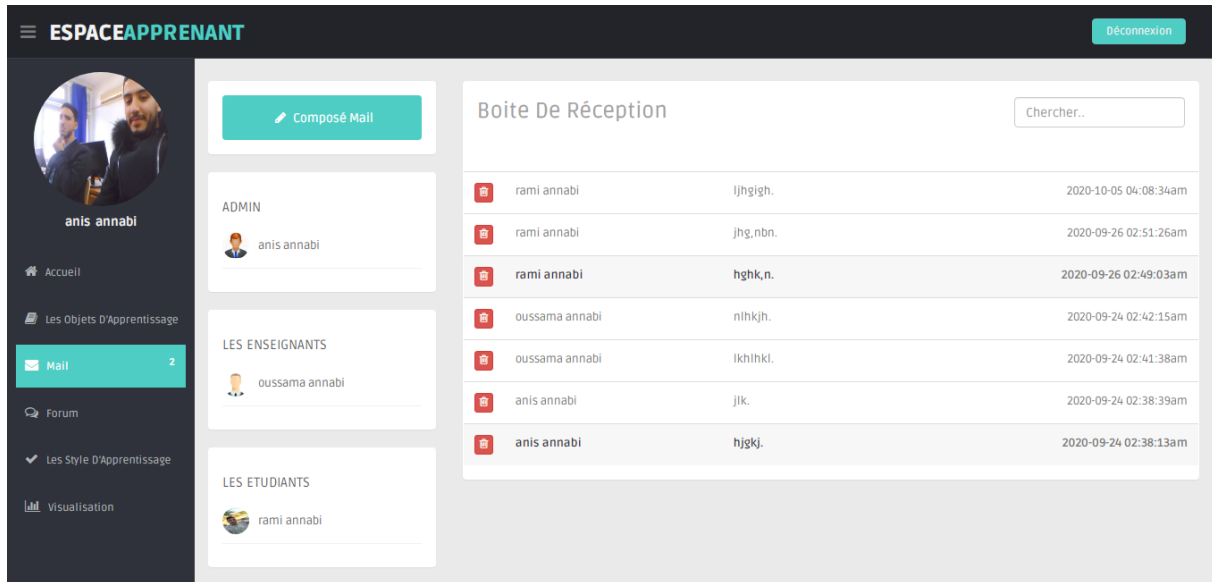 ESPACEAPPRENANT
Déconnexion
anis annabi
Accueil
Les Objets D'Apprentissage
Mail 2
Forum
Les Style D'Apprentissage
Visualisation
Composé Mail
ADMIN
anis annabi
LES ENSEIGNANTS
oussama annabi
LES ETUDIANTS
rami annabi
Boite De Réception
Chercher..
rami annabi ljhgigh. 2020-10-05 04:08:34am
rami annabi jhg,nbn. 2020-09-26 02:51:26am
rami annabi hghk,n. 2020-09-26 02:49:03am
oussama annabi nlhkjh. 2020-09-24 02:42:15am
oussama annabi lkhlhkl. 2020-09-24 02:41:38am
anis annabi jlk. 2020-09-24 02:38:39am
anis annabi hjgkj. 2020-09-24 02:38:13am